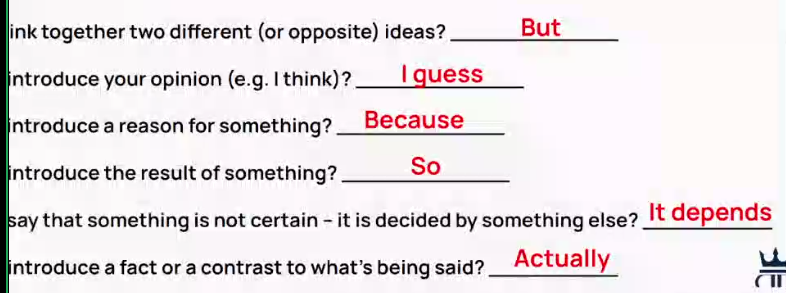 ink together two different (or opposite) ideas? But
introduce your opinion (e.g. I think)? I guess
introduce a reason for something? Because
introduce the result of something? So
say that something is not certain – it is decided by something else? It depends
introduce a fact or a contrast to what's being said? Actually